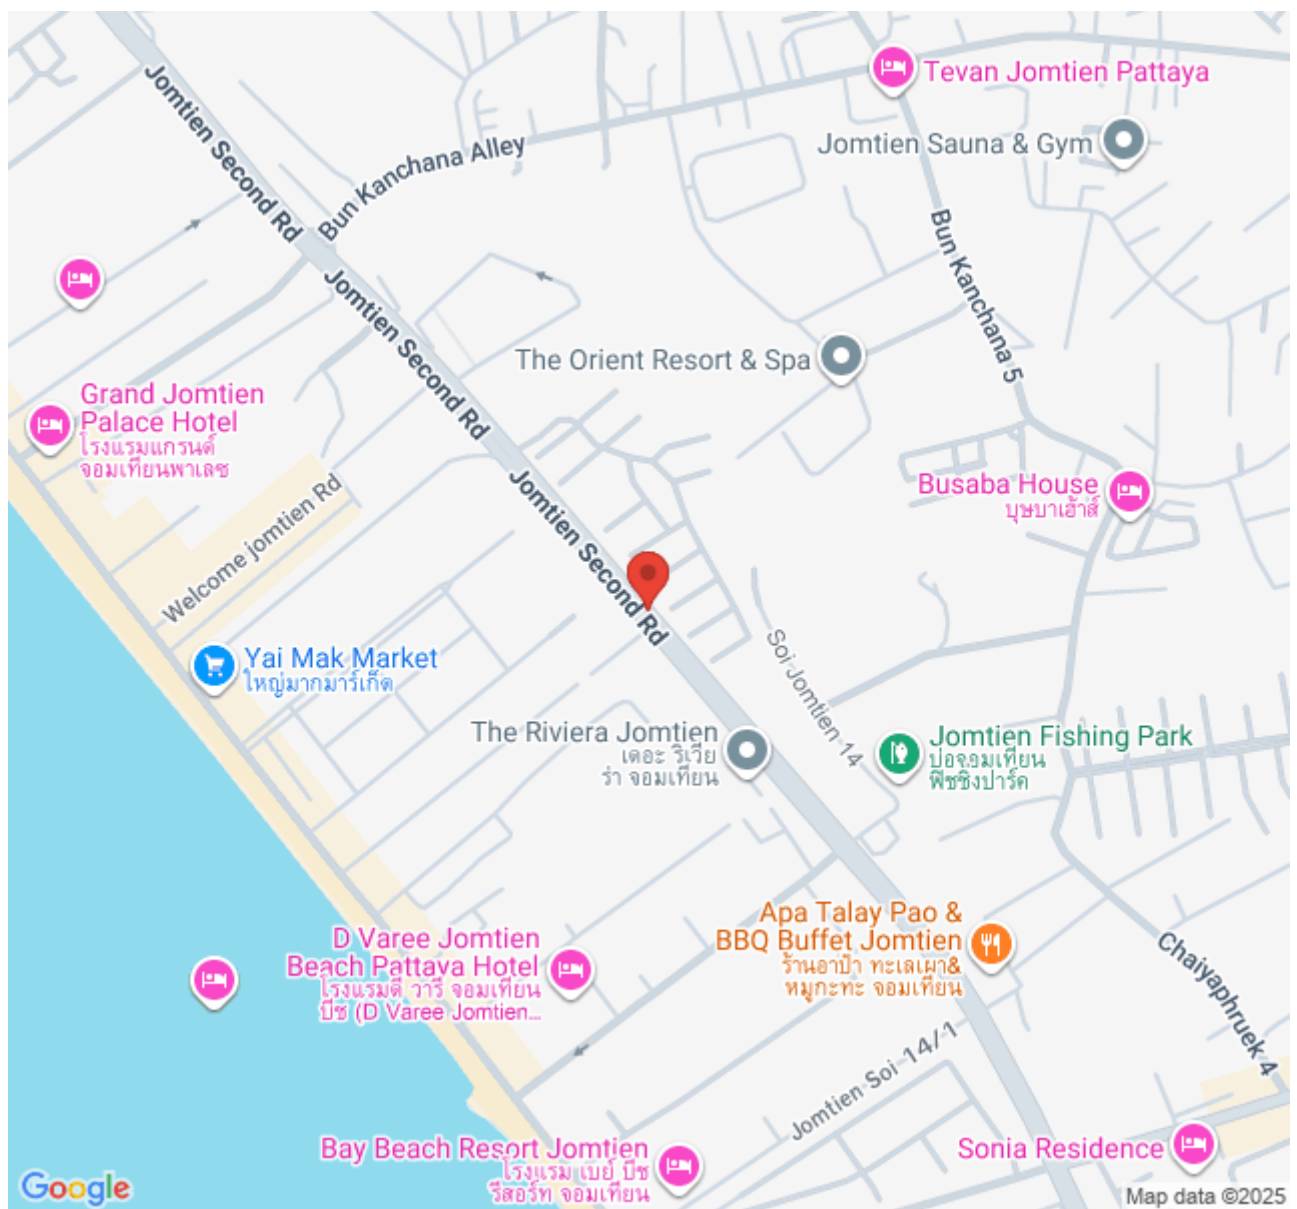 Tevan Jomtien Pattaya
Jomtien Sauna & Gym
Jomtien Second Rd
Bun Kanchana Alley
Bun Kanchana 5
Jomtien Second Rd
The Orient Resort & Spa
Grand Jomtien
Palace Hotel
โรงแรมแกรนด์
จอมเทียนพาเลซ
Welcome jomtien Rd
Jomtien Second Rd
Busaba House
บุษบาเฮ้าส์
Yai Mak Market
ใหญ่มากมาร์เก็ต
Soi Jomtien 14
The Riviera Jomtien
เดอะ ริเวีย
ร่า จอมเทียน
Jomtien Fishing Park
บ่อจอมเทียน
ฟิชชิ่งปาร์ค
Apa Talay Pao &
BBQ Buffet Jomtien
ร้านอาป๋า ทะเลเผา&
หมูกะทะ จอมเทียน
D Varee Jomtien
Beach Pattaya Hotel
โรงแรมดี วารี จอมเทียน
บีช (D Varee Jomtien...
Chaiyaphruek 4
Jomtien Soi 14/1
Bay Beach Resort Jomtien
โรงแรม เบย์ บีช
รีสอร์ท จอมเทียน
Sonia Residence
Google
Map data ©2025